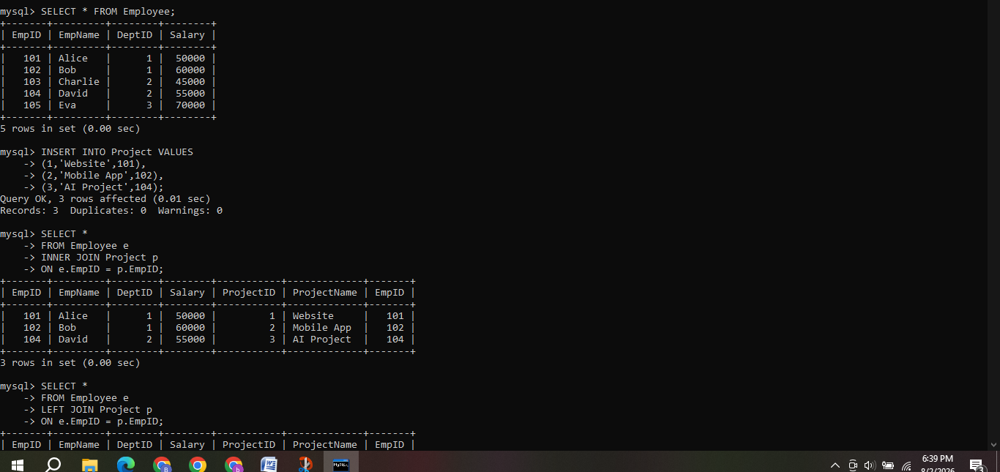 mysql> SELECT * FROM Employee;
+-------+---------+--------+--------+
| EmpID | EmpName | DeptID | Salary |
+-------+---------+--------+--------+
|   101 | Alice   |      1 |  50000 |
|   102 | Bob     |      1 |  60000 |
|   103 | Charlie |      2 |  45000 |
|   104 | David   |      2 |  55000 |
|   105 | Eva     |      3 |  70000 |
+-------+---------+--------+--------+
5 rows in set (0.00 sec)
mysql> INSERT INTO Project VALUES
    -> (1,'Website',101),
    -> (2,'Mobile App',102),
    -> (3,'AI Project',104);
Query OK, 3 rows affected (0.01 sec)
Records: 3  Duplicates: 0  Warnings: 0
mysql> SELECT *
    -> FROM Employee e
    -> INNER JOIN Project p
    -> ON e.EmpID = p.EmpID;
+-------+---------+--------+--------+-----------+-------------+-------+
| EmpID | EmpName | DeptID | Salary | ProjectID | ProjectName | EmpID |
+-------+---------+--------+--------+-----------+-------------+-------+
|   101 | Alice   |      1 |  50000 |         1 | Website     |   101 |
|   102 | Bob     |      1 |  60000 |         2 | Mobile App  |   102 |
|   104 | David   |      2 |  55000 |         3 | AI Project  |   104 |
+-------+---------+--------+--------+-----------+-------------+-------+
3 rows in set (0.00 sec)
mysql> SELECT *
    -> FROM Employee e
    -> LEFT JOIN Project p
    -> ON e.EmpID = p.EmpID;
+-------+---------+--------+--------+-----------+-------------+-------+
| EmpID | EmpName | DeptID | Salary | ProjectID | ProjectName | EmpID |
6:39 PM
8/2/2026